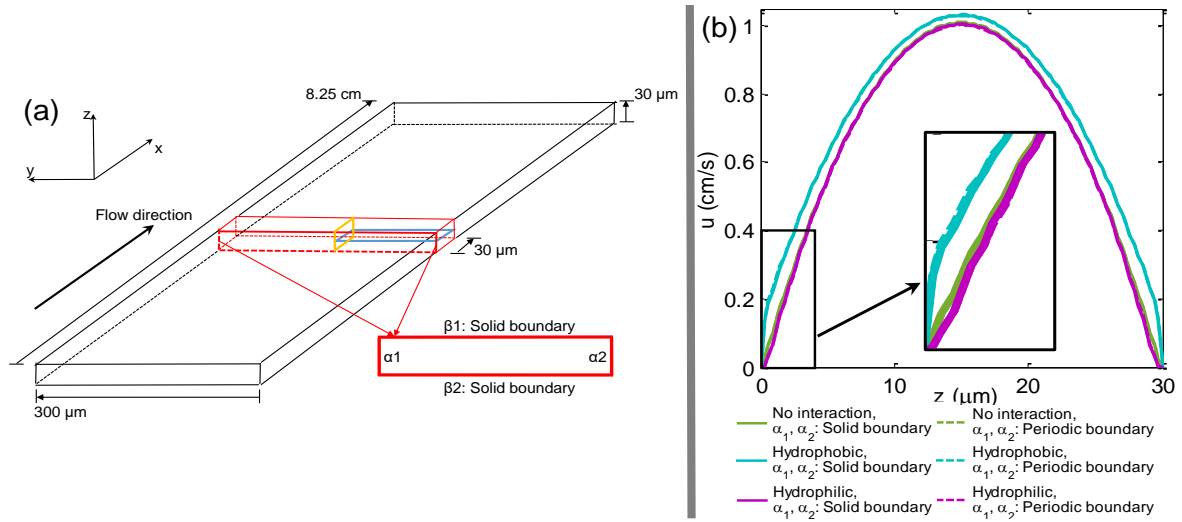 (a)
8.25 cm
30 µm
z
x
y
Flow direction
30 µm
β1: Solid boundary
α1
α2
β2: Solid boundary
300 µm
(b)
1
0.8
0.6
0.4
0.2
0
u (cm/s)
0
10
20
30
z (µm)
No interaction,
α1, α2: Solid boundary
No interaction,
α1, α2: Periodic boundary
Hydrophobic,
α1, α2: Solid boundary
Hydrophobic,
α1, α2: Periodic boundary
Hydrophilic,
α1, α2: Solid boundary
Hydrophilic,
α1, α2: Periodic boundary